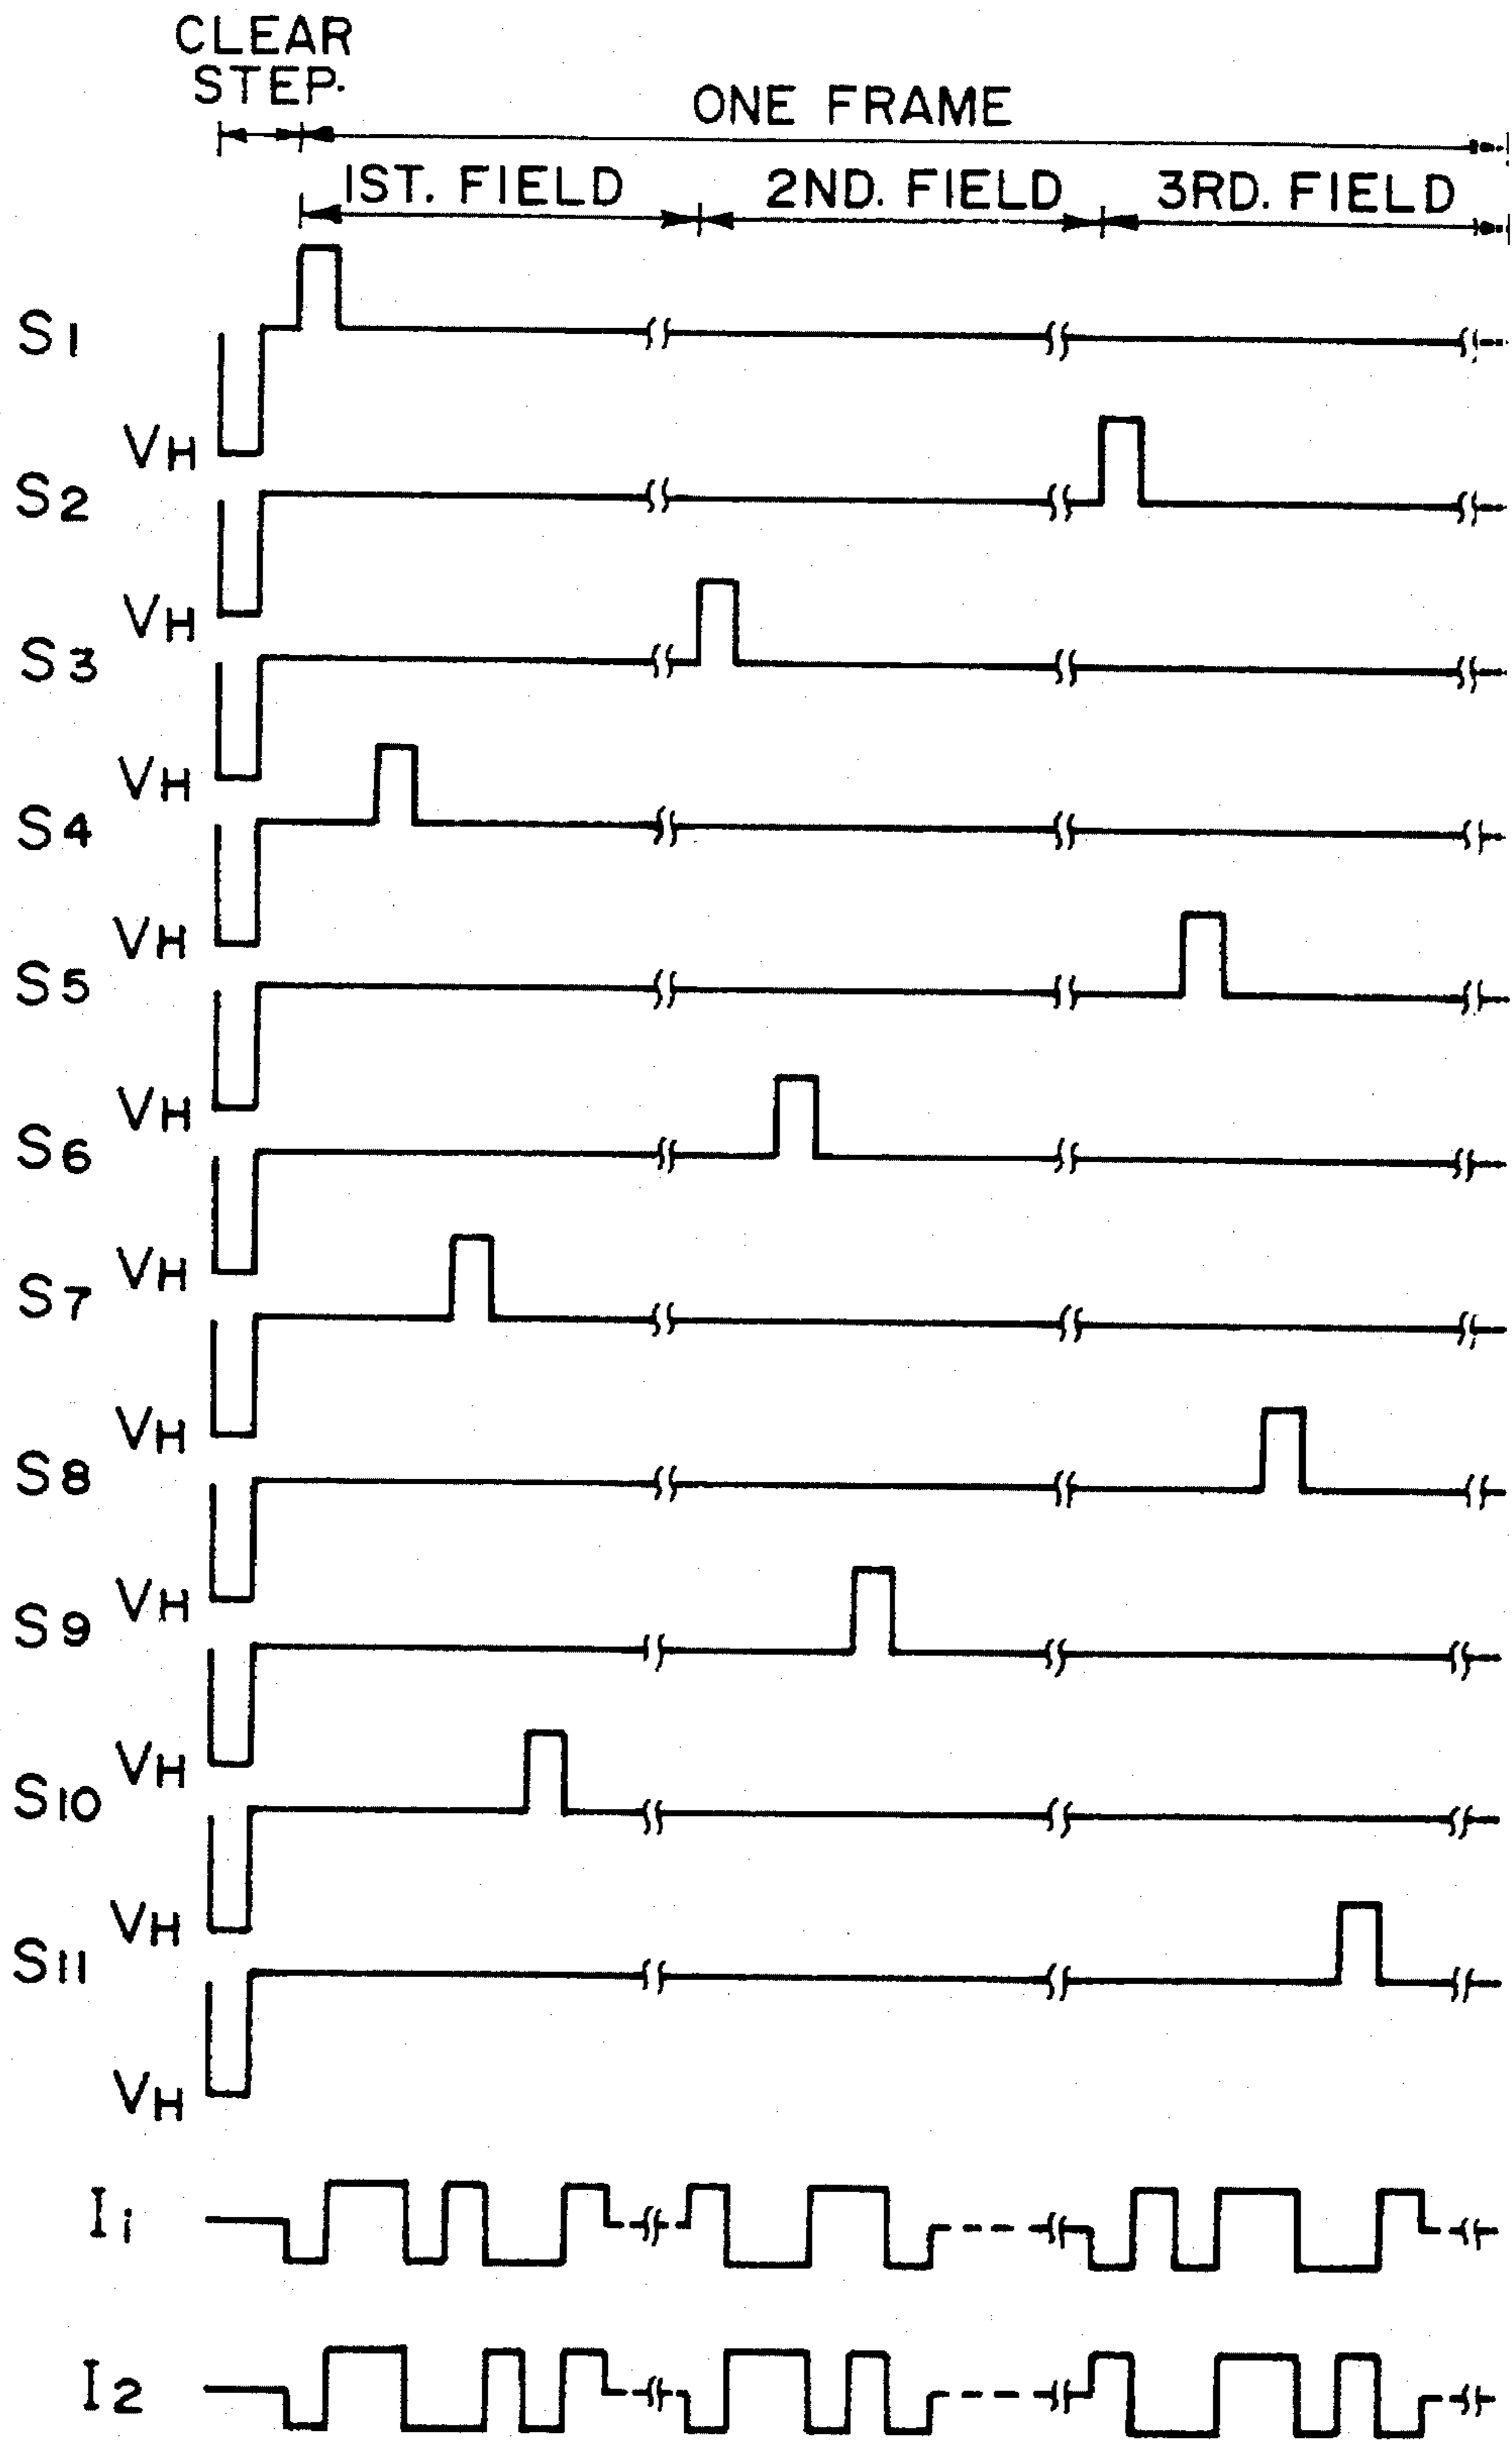 CLEAR
STEP.
ONE FRAME
1ST. FIELD 2ND. FIELD 3RD. FIELD
S1
VH
S2
VH
S3
VH
S4
VH
S5
VH
S6
VH
S7
VH
S8
VH
S9
VH
S10
VH
S11
VH
Ii
I2